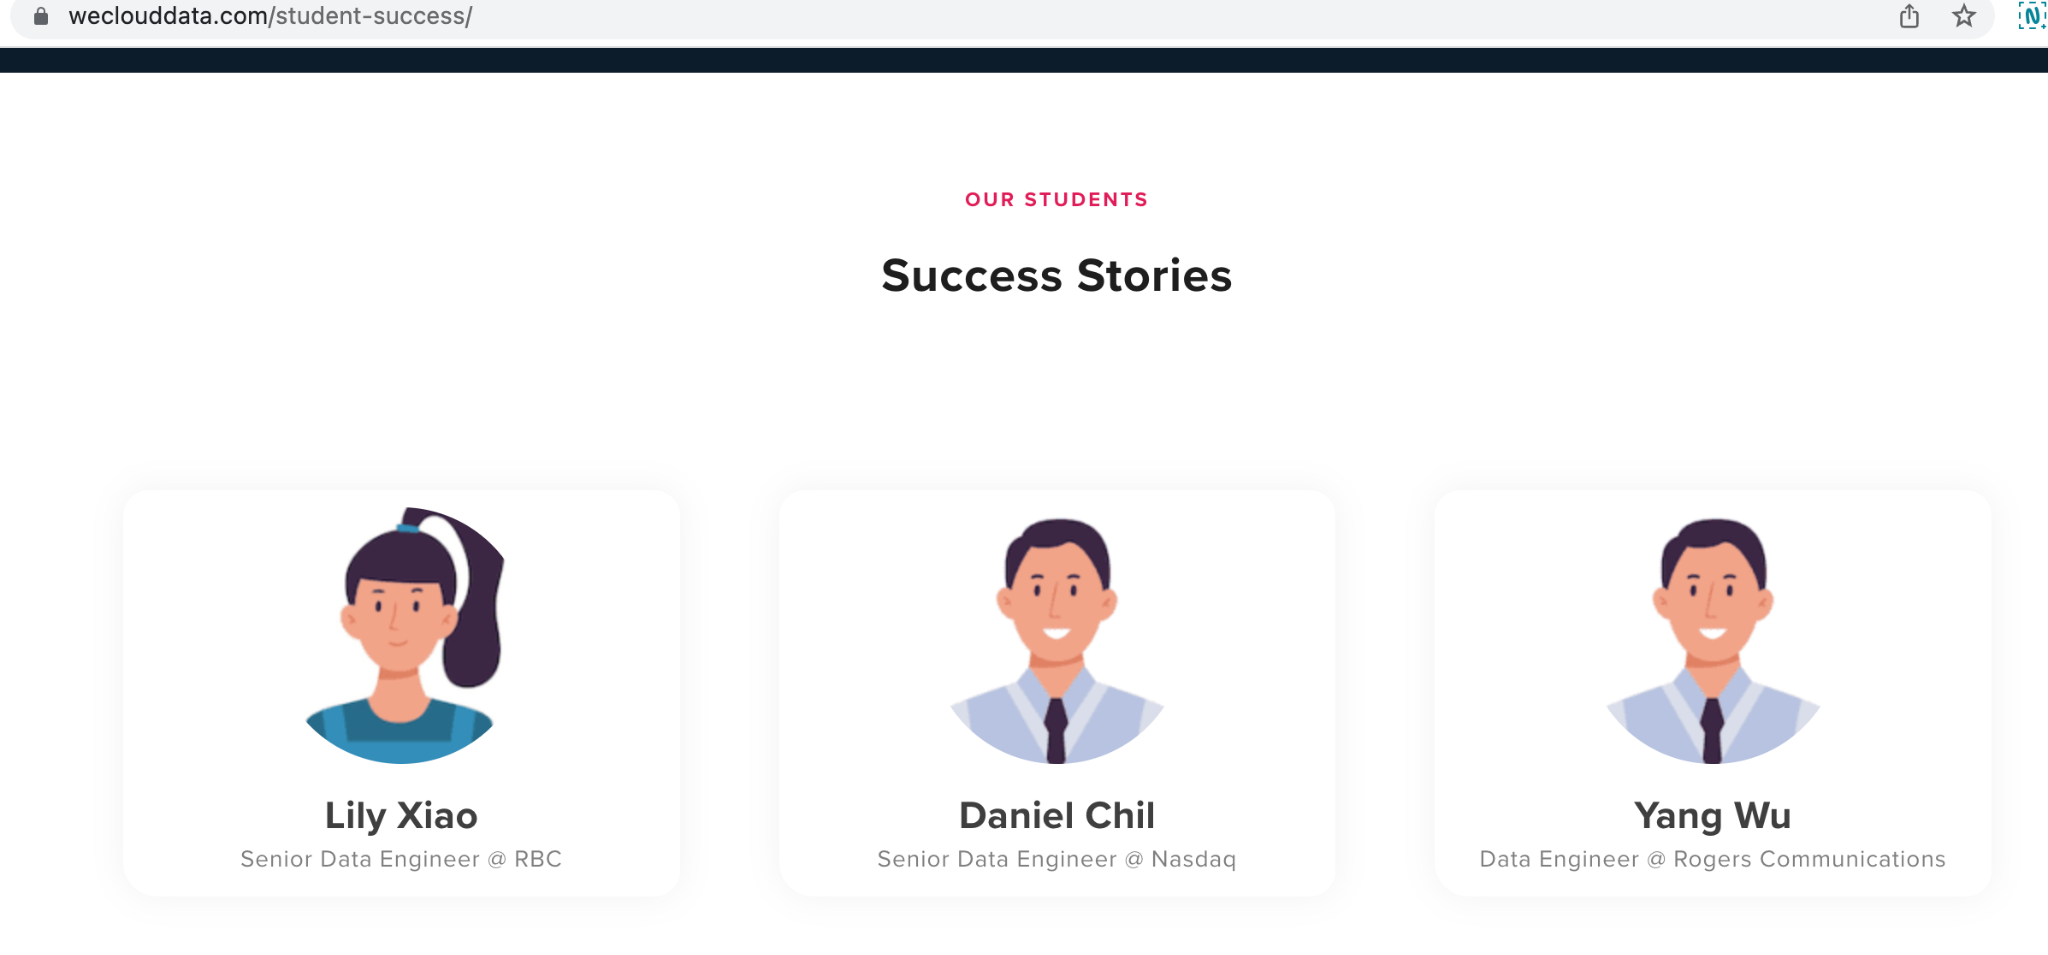 weclouddata.com/student-success/
OUR STUDENTS
Success Stories
Lily Xiao
Senior Data Engineer @ RBC
Daniel Chil
Senior Data Engineer @ Nasdaq
Yang Wu
Data Engineer @ Rogers Communications